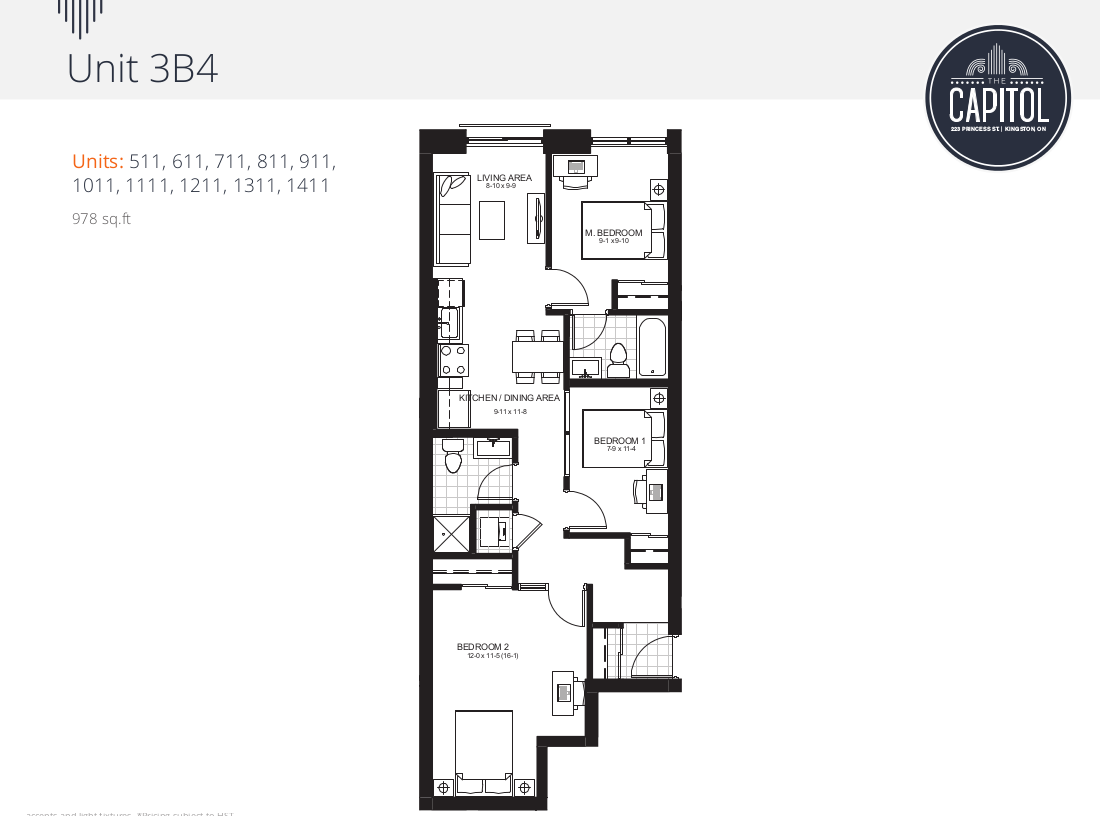 Unit 3B4
THE
CAPITOL
223 PRINCESS ST. | KINGSTON, ON
Units: 511, 611, 711, 811, 911,
1011, 1111, 1211, 1311, 1411
978 sq.ft
LIVING AREA
8-10 x 9-9
M. BEDROOM
9-1 x 9-10
KITCHEN / DINING AREA
9-11 x 11-8
BEDROOM 1
7-9 x 11-4
BEDROOM 2
12-0 x 11-5 (16-1)
accepts and light fixtures.
pricing subject to HST